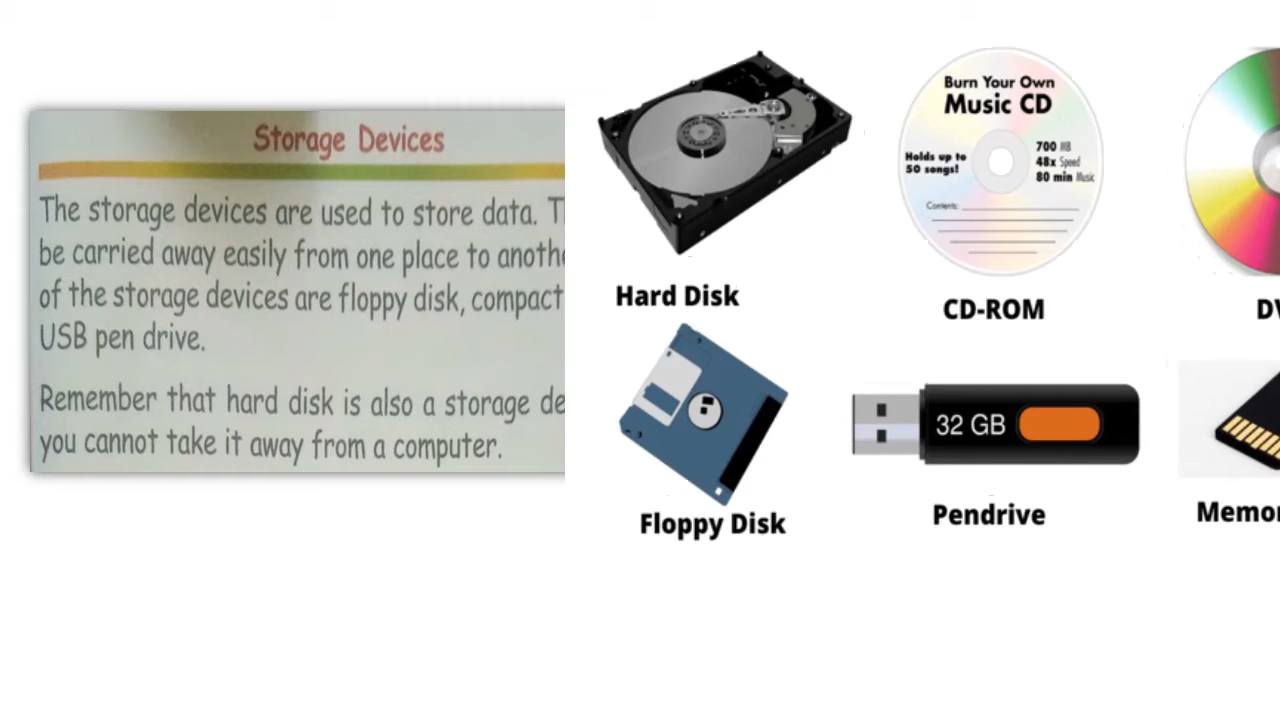 Storage Devices
The storage devices are used to store data. T
be carried away easily from one place to anoth
of the storage devices are floppy disk, compact
USB pen drive.
Remember that hard disk is also a storage de
you cannot take it away from a computer.
Burn Your Own
Music CD
Holds up to
50 songs!
700 MB
48x Speed
80 min Music
Contents:
Hard Disk
CD-ROM
DV
32 GB
Floppy Disk
Pendrive
Memor